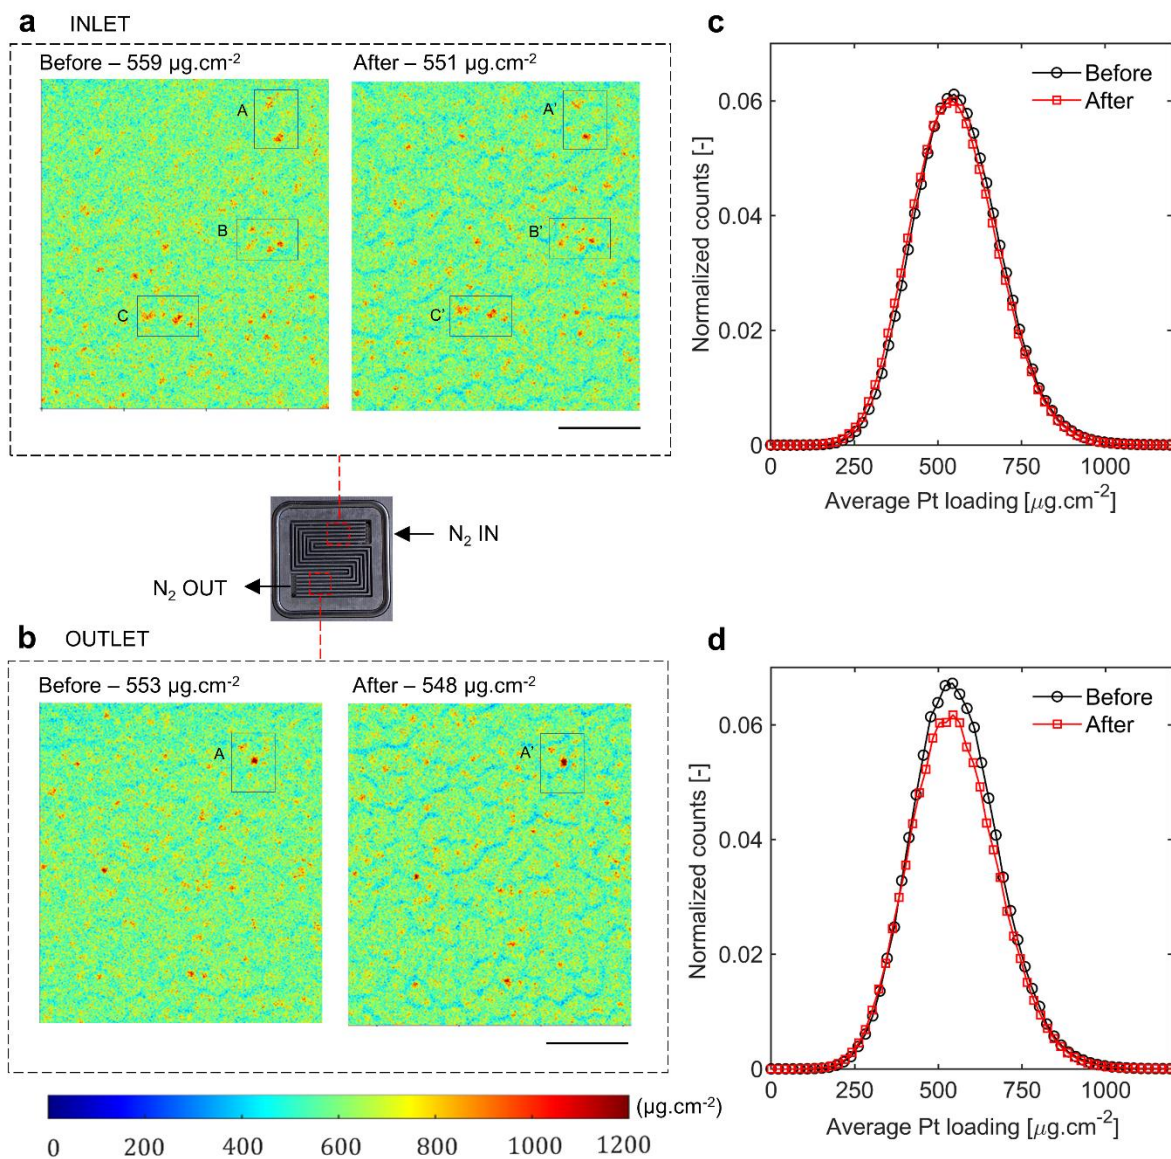 a INLET
Before – 559 µg.cm-2
After – 551 µg.cm-2
A
B
C
A'
B'
C'
N2 IN
N2 OUT
b OUTLET
Before – 553 µg.cm-2
After – 548 µg.cm-2
A
A'
(µg.cm-2)
0 200 400 600 800 1000 1200
c
Before
After
0.06
0.04
0.02
0
Normalized counts [-]
0 250 500 750 1000
Average Pt loading [µg.cm-2]
d
Before
After
0.06
0.04
0.02
0
Normalized counts [-]
0 250 500 750 1000
Average Pt loading [µg.cm-2]